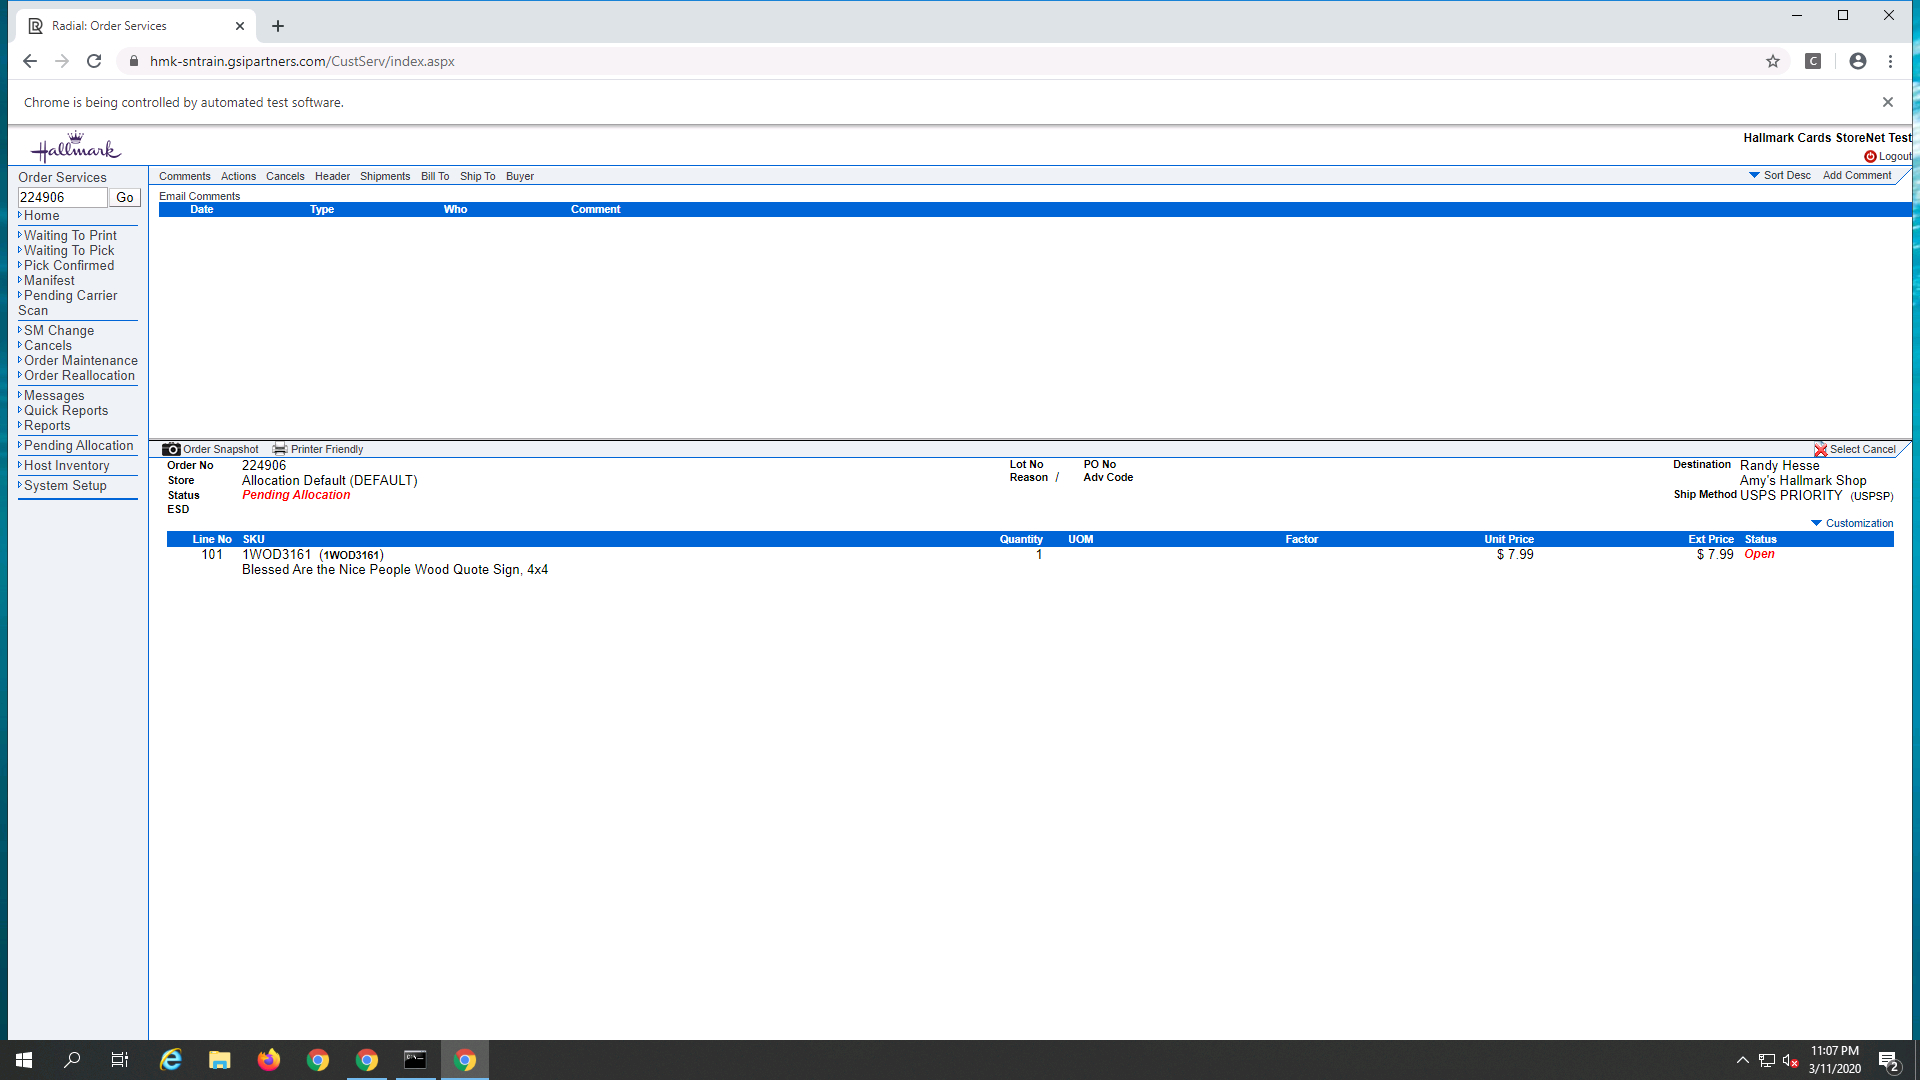 Radial: Order Services
hmk-sntrain.gsipartners.com/CustServ/index.aspx
C
Chrome is being controlled by automated test software.
Hallmark
Hallmark Cards StoreNet Test
Logout
Order Services
224906 Go
Home
Waiting To Print
Waiting To Pick
Pick Confirmed
Manifest
Pending Carrier
Scan
SM Change
Cancels
Order Maintenance
Order Reallocation
Messages
Quick Reports
Reports
Pending Allocation
Host Inventory
System Setup
Comments Actions Cancels Header Shipments Bill To Ship To Buyer
Sort Desc Add Comment
Email Comments
Date Type Who Comment
Order Snapshot Printer Friendly Select Cancel
Order No 224906 Lot No PO No Destination Randy Hesse
Store Allocation Default (DEFAULT) Reason / Adv Code Amy's Hallmark Shop
Status Pending Allocation Ship Method USPS PRIORITY (USPSP)
ESD
Customization
Line No SKU Quantity UOM Factor Unit Price Ext Price Status
101 1WOD3161 (1WOD3161) 1 $ 7.99 $ 7.99 Open
Blessed Are the Nice People Wood Quote Sign, 4x4
11:07 PM
3/11/2020
2